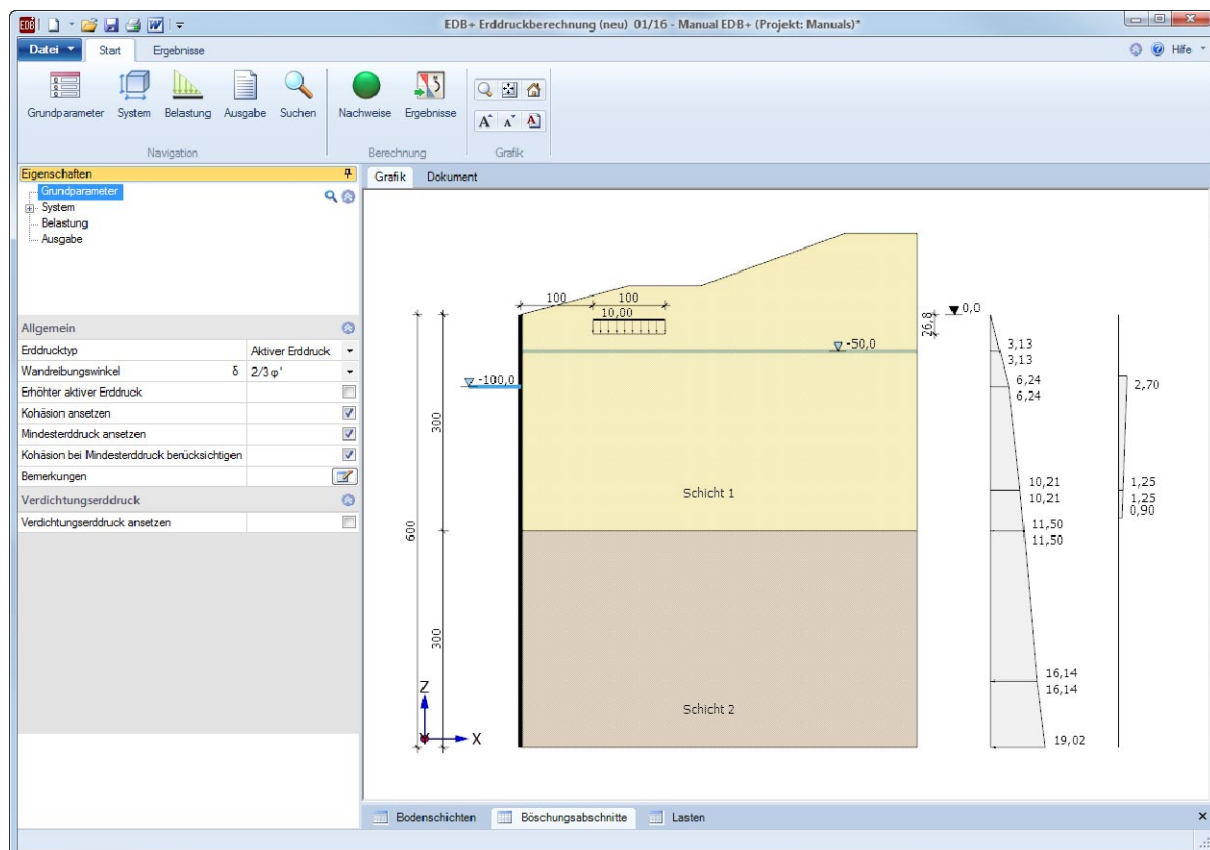 EDB
EDB+ Erddruckberechnung (neu) 01/16 - Manual EDB+ (Projekt: Manuals)*
Datei
Start
Ergebnisse
Hilfe
Grundparameter
System
Belastung
Ausgabe
Suchen
Nachweise
Ergebnisse
Navigation
Berechnung
Grafik
Eigenschaften
Grundparameter
System
Belastung
Ausgabe
Allgemein
Erddrucktyp Aktiver Erddruck
Wandreibungswinkel δ 2/3 φ'
Erhöhter aktiver Erddruck
Kohäsion ansetzen
Mindesterddruck ansetzen
Kohäsion bei Mindesterddruck berücksichtigen
Bemerkungen
Verdichtungserddruck
Verdichtungserddruck ansetzen
Grafik
Dokument
100
100
10,00
26,8
0,0
-50,0
-100,0
300
600
300
Schicht 1
Schicht 2
Z
Y
X
3,13
3,13
6,24
6,24
10,21
10,21
11,50
11,50
16,14
16,14
19,02
2,70
1,25
1,25
0,90
Bodenschichten
Böschungsabschnitte
Lasten